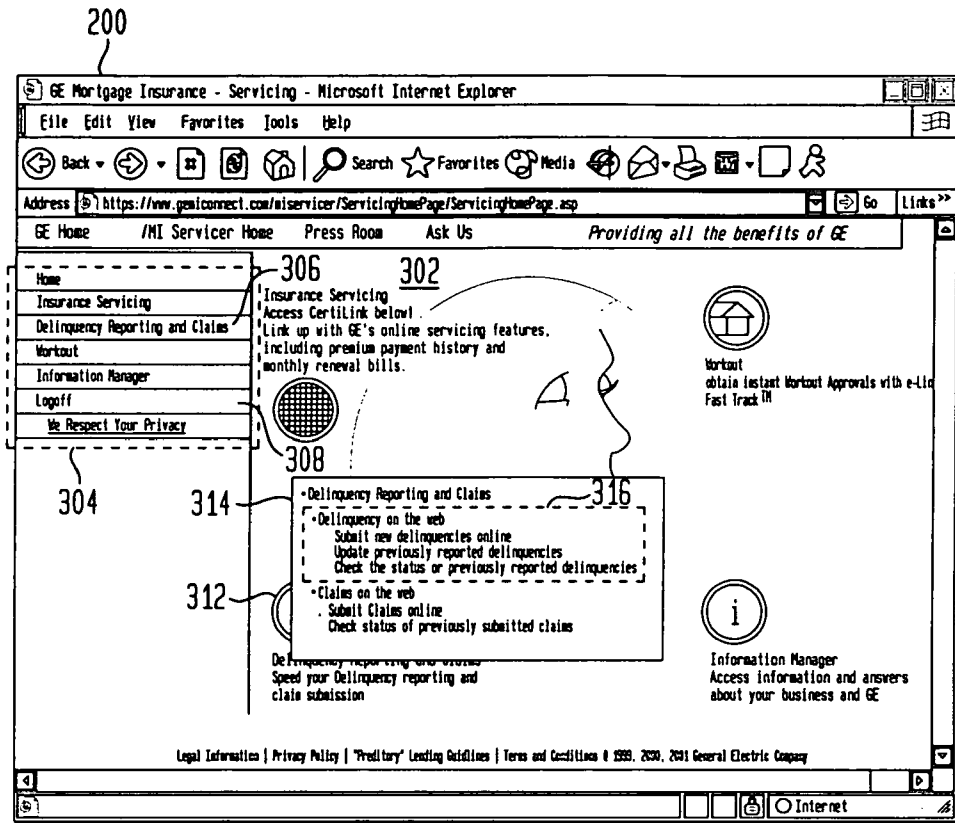 200
GE Mortgage Insurance - Servicing - Microsoft Internet Explorer
File Edit View Favorites Tools Help
Back Search Favorites Media
Address https://www.gemiconnect.com/miservicer/ServicingHomePage/ServicingHomePage.asp Go Links >>
GE Home /MI Servicer Home Press Room Ask Us Providing all the benefits of GE
306
302
Home
Insurance Servicing
Delinquency Reporting and Claims
Workout
Information Manager
Logoff
We Respect Your Privacy
304
308
Insurance Servicing
Access CertiLink below!
Link up with GE's online servicing features,
including premium payment history and
monthly renewal bills.
Workout
obtain instant Workout Approvals with e-Lin
Fast Track™
314
316
•Delinquency Reporting and Claims
•Delinquency on the web
Submit new delinquencies online
Update previously reported delinquencies
Check the status or previously reported delinquencies
•Claims on the web
. Submit Claims online
Check status of previously submitted claims
312
Delinquency Reporting and Claims
Speed your Delinquency reporting and
claim submission
i
Information Manager
Access information and answers
about your business and GE
Legal Information | Privacy Policy | "Preditory" Lending Guidlines | Terms and Conditions © 1999, 2000, 2001 General Electric Company
Internet